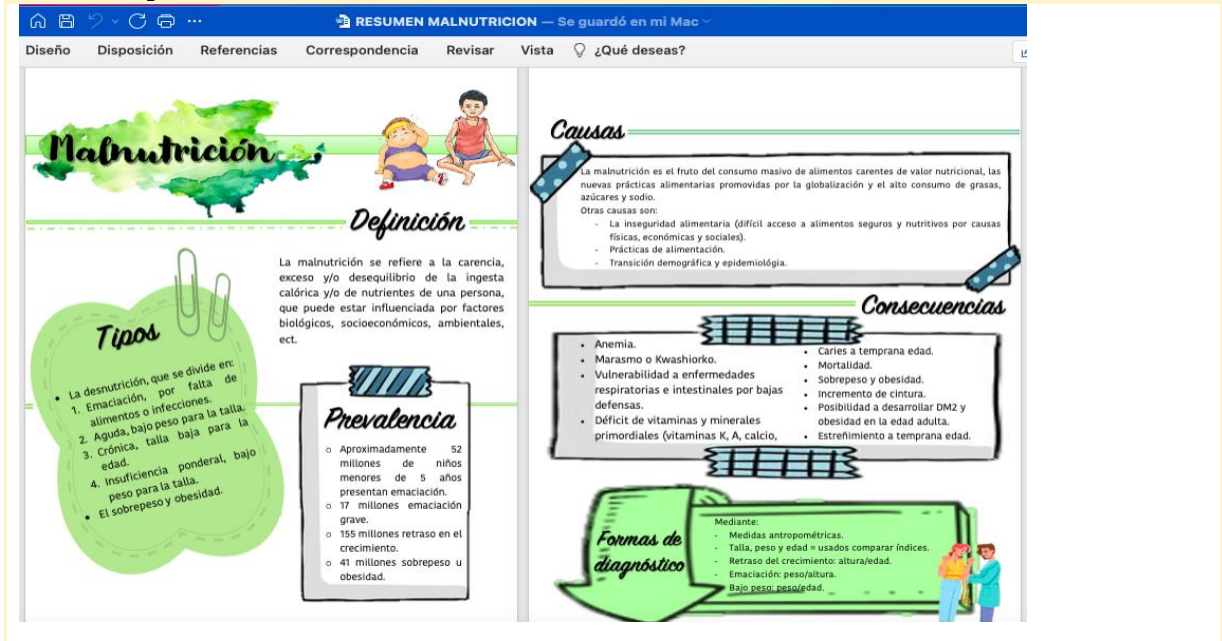 RESUMEN MALNUTRICION — Se guardó en mi Mac
Diseño Disposición Referencias Correspondencia Revisar Vista ¿Qué deseas?
Malnutrición
Definición
La malnutrición se refiere a la carencia,
exceso y/o desequilibrio de la ingesta
calórica y/o de nutrientes de una persona,
que puede estar influenciada por factores
biológicos, socioeconómicos, ambientales,
ect.
Tipos
• La desnutrición, que se divide en:
1. Emaciación, por falta de
alimentos o infecciones.
2. Aguda, bajo peso para la talla.
3. Crónica, talla baja para la
edad.
4. Insuficiencia ponderal, bajo
peso para la talla.
• El sobrepeso y obesidad.
Prevalencia
o Aproximadamente 52
millones de niños
menores de 5 años
presentan emaciación.
o 17 millones emaciación
grave.
o 155 millones retraso en el
crecimiento.
o 41 millones sobrepeso u
obesidad.
Causas
La malnutrición es el fruto del consumo masivo de alimentos carentes de valor nutricional, las
nuevas prácticas alimentarias promovidas por la globalización y el alto consumo de grasas,
azúcares y sodio.
Otras causas son:
- La inseguridad alimentaria (difícil acceso a alimentos seguros y nutritivos por causas
físicas, económicas y sociales).
- Prácticas de alimentación.
- Transición demográfica y epidemiológia.
Consecuencias
• Anemia.
• Marasmo o Kwashiorko.
• Vulnerabilidad a enfermedades
respiratorias e intestinales por bajas
defensas.
• Déficit de vitaminas y minerales
primordiales (vitaminas K, A, calcio,
• Caries a temprana edad.
• Mortalidad.
• Sobrepeso y obesidad.
• Incremento de cintura.
• Posibilidad a desarrollar DM2 y
obesidad en la edad adulta.
• Estreñimiento a temprana edad.
Formas de
diagnóstico
Mediante:
- Medidas antropométricas.
- Talla, peso y edad = usados comparar índices.
- Retraso del crecimiento: altura/edad.
- Emaciación: peso/altura.
- Bajo peso: peso/edad.